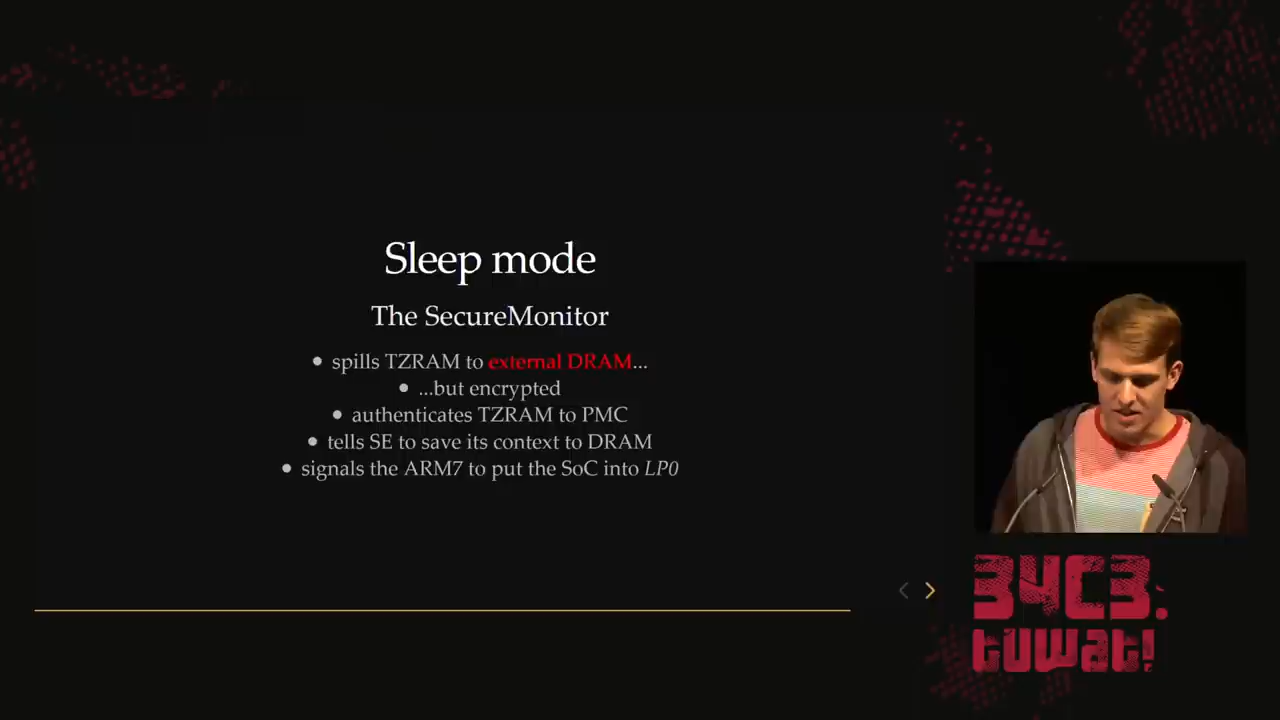 Sleep mode
The SecureMonitor
• spills TZRAM to external DRAM...
• ...but encrypted
• authenticates TZRAM to PMC
• tells SE to save its context to DRAM
• signals the ARM7 to put the SoC into LP0
34C3:
tuwat!